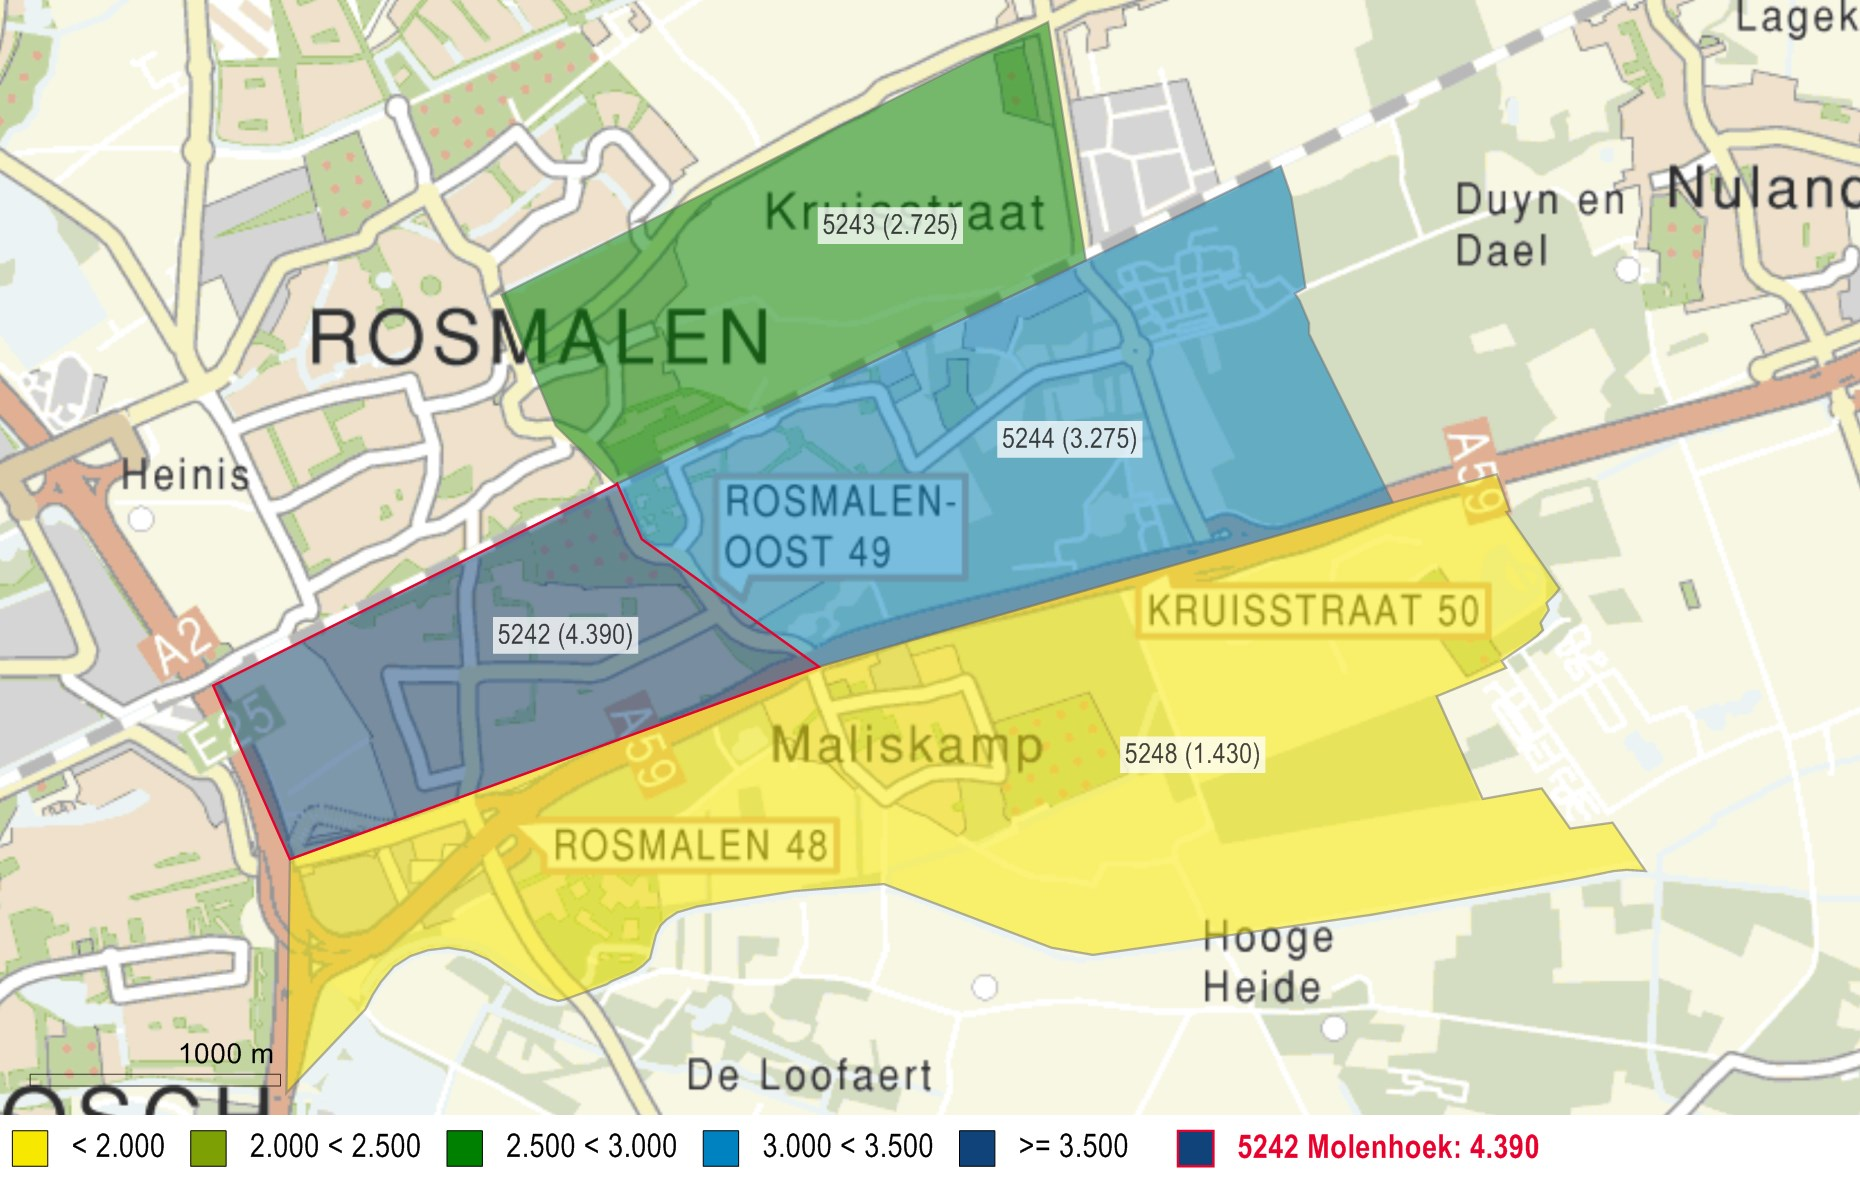 Lagek
Kruisstraat
5243 (2.725)
Duyn en
Dael
Nuland
ROSMALEN
Heinis
5244 (3.275)
A59
ROSMALEN-
OOST 49
KRUISSTRAAT 50
5242 (4.390)
A2
E25
A59
Maliskamp
5248 (1.430)
ROSMALEN 48
Hooge
Heide
De Loofaert
1000 m
OSCH
< 2.000
2.000 < 2.500
2.500 < 3.000
3.000 < 3.500
>= 3.500
5242 Molenhoek: 4.390